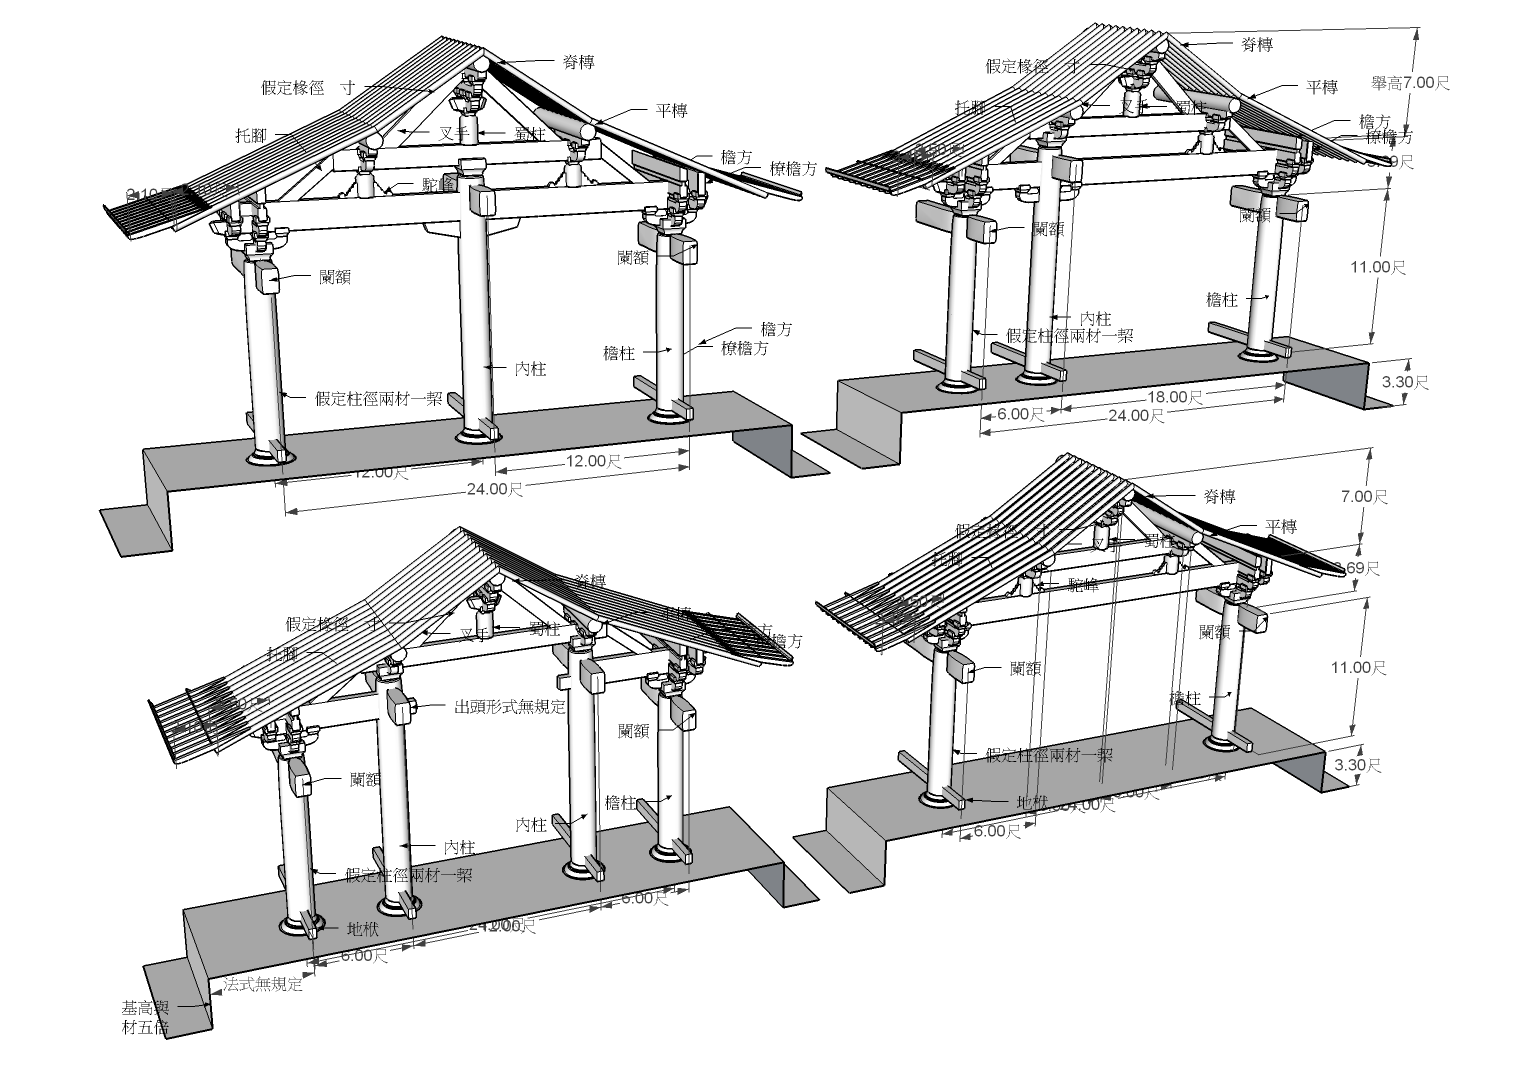 脊槫
假定椽徑　寸
平槫
托腳
叉手
蜀柱
檐方
橑檐方
駝峰
闌額
闌額
檐方
橑檐方
檐柱
內柱
假定柱徑兩材一栔
12.00尺
12.00尺
24.00尺
脊槫
假定椽徑　寸
舉高7.00尺
平槫
托腳
叉手
蜀柱
檐方
橑檐方
闌額
闌額
11.00尺
檐柱
內柱
假定柱徑兩材一栔
3.30尺
18.00尺
6.00尺
24.00尺
脊槫
假定椽徑　寸
叉手
蜀柱
托腳
出頭形式無規定
闌額
闌額
檐柱
內柱
內柱
假定柱徑兩材一栔
地栿
6.00尺
6.00尺
法式無規定
基高與
材五倍
7.00尺
脊槫
假定椽徑　寸
平槫
蜀柱
托腳
駝峰
闌額
闌額
11.00尺
檐柱
假定柱徑兩材一栔
3.30尺
地栿
6.00尺